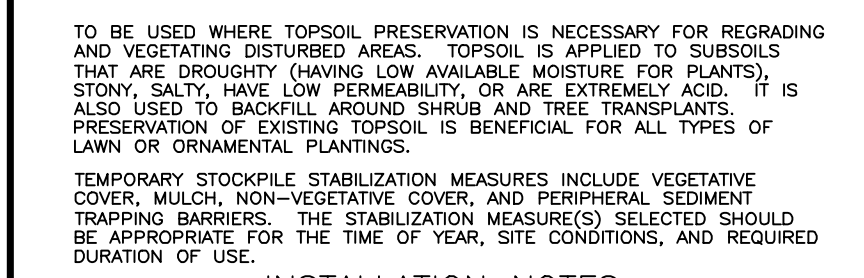 TO BE USED WHERE TOPSOIL PRESERVATION IS NECESSARY FOR REGRADING
AND VEGETATING DISTURBED AREAS. TOPSOIL IS APPLIED TO SUBSOILS
THAT ARE DROUGHTY (HAVING LOW AVAILABLE MOISTURE FOR PLANTS),
STONY, SALTY, HAVE LOW PERMEABILITY, OR ARE EXTREMELY ACID. IT IS
ALSO USED TO BACKFILL AROUND SHRUB AND TREE TRANSPLANTS.
PRESERVATION OF EXISTING TOPSOIL IS BENEFICIAL FOR ALL TYPES OF
LAWN OR ORNAMENTAL PLANTINGS.
TEMPORARY STOCKPILE STABILIZATION MEASURES INCLUDE VEGETATIVE
COVER, MULCH, NON-VEGETATIVE COVER, AND PERIPHERAL SEDIMENT
TRAPPING BARRIERS. THE STABILIZATION MEASURE(S) SELECTED SHOULD
BE APPROPRIATE FOR THE TIME OF YEAR, SITE CONDITIONS, AND REQUIRED
DURATION OF USE.
INSTALLATION NOTES